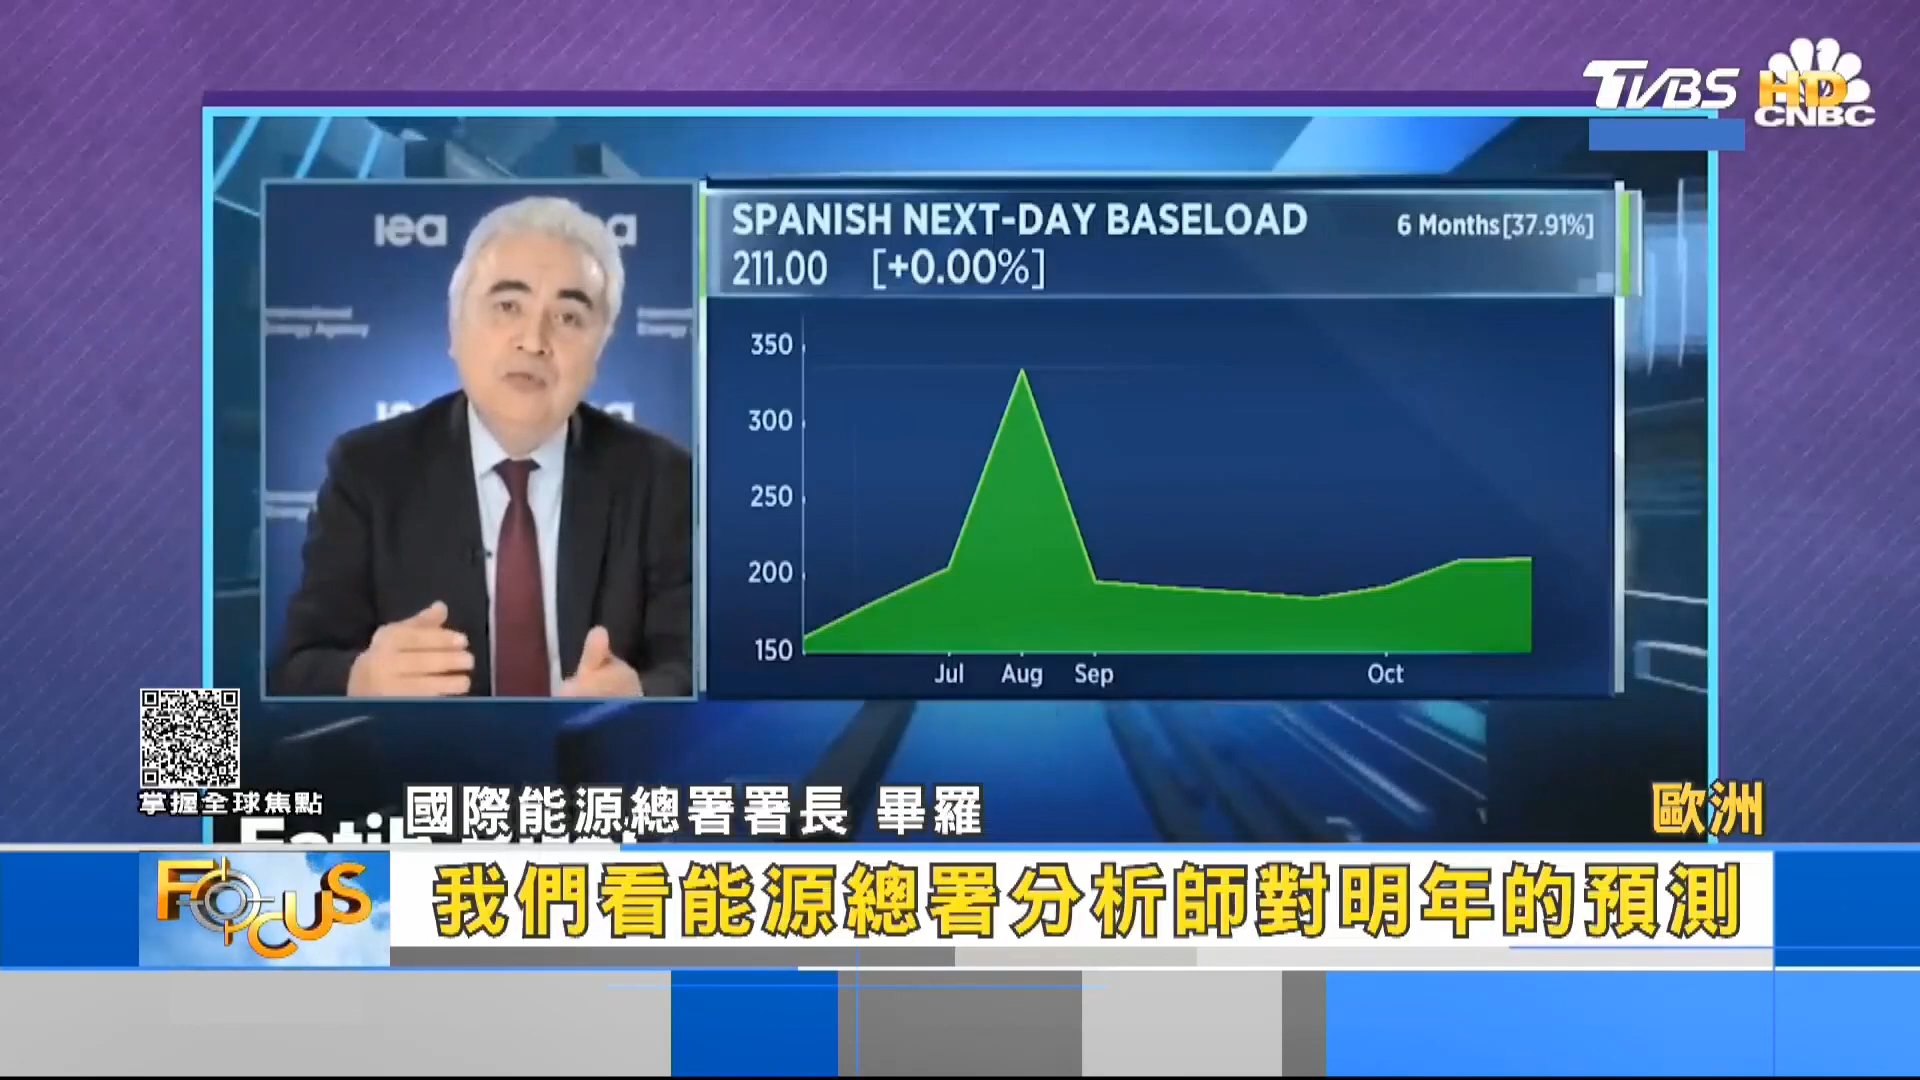 TVBS
HD
CNBC
iea
International
Energy Agency
SPANISH NEXT-DAY BASELOAD
6 Months[37.91%]
211.00 [+0.00%]
350
300
250
200
150
Jul
Aug
Sep
Oct
掌握全球焦點
國際能源總署署長 畢羅
歐洲
FOCUS
我們看能源總署分析師對明年的預測